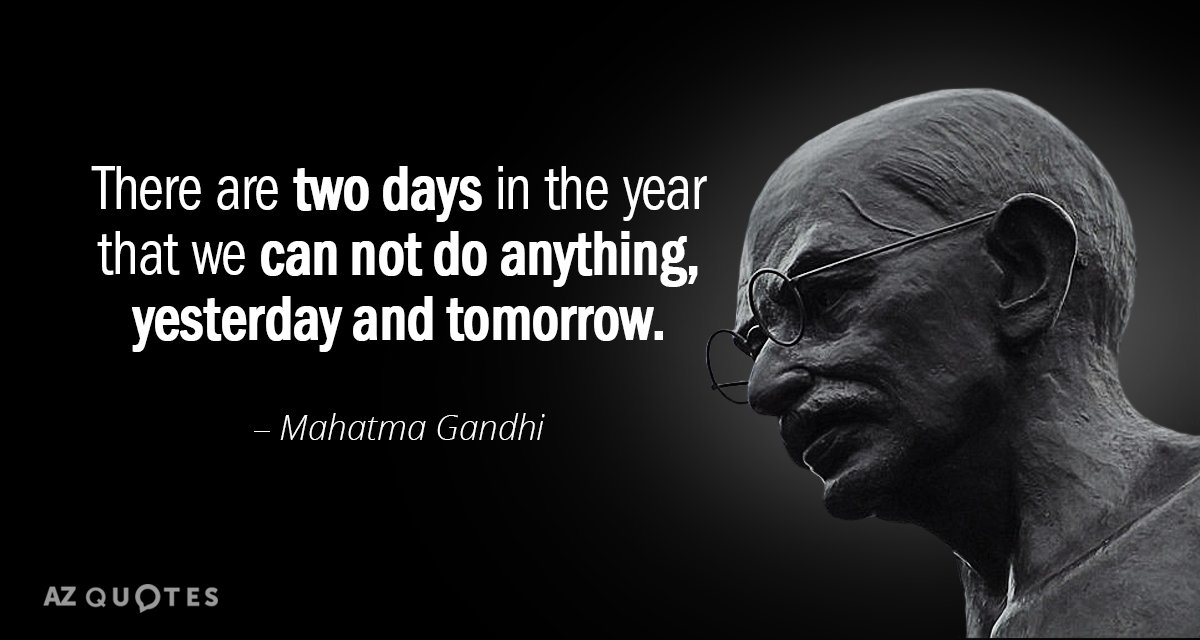 There are two days in the year
that we can not do anything,
yesterday and tomorrow.
– Mahatma Gandhi
AZ QUOTES